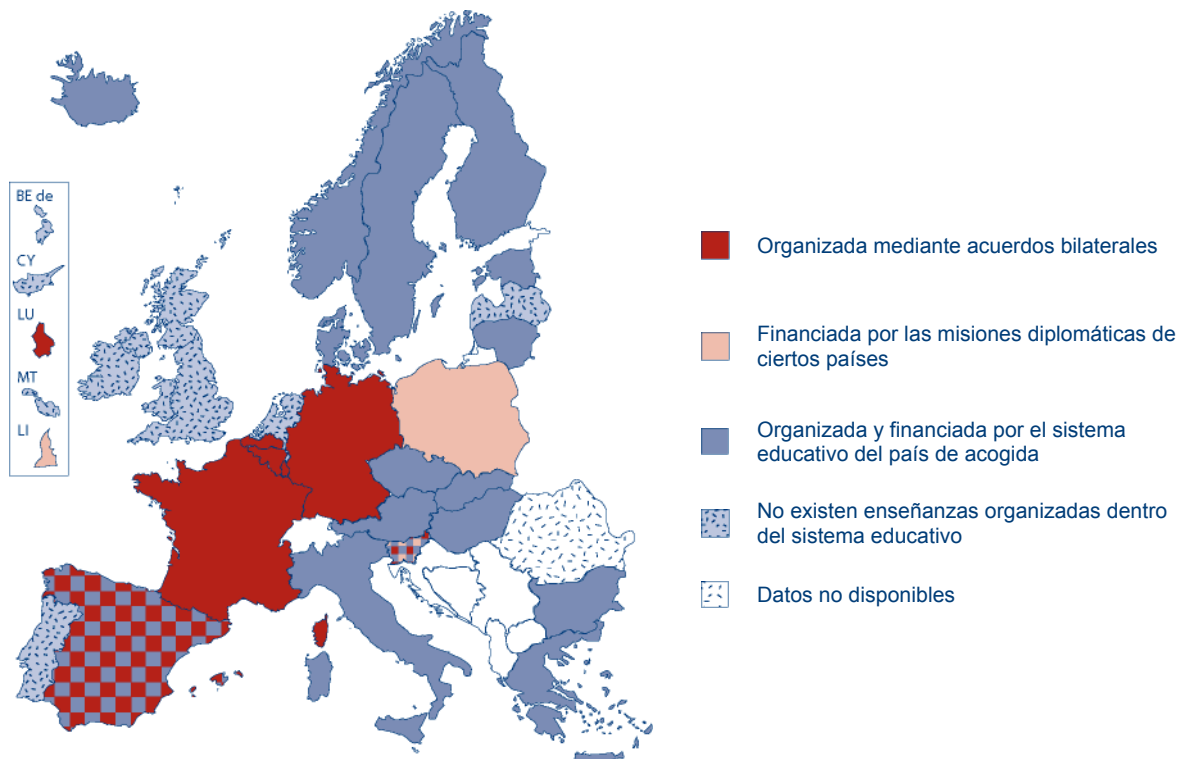 BE de
CY
LU
MT
LI
Organizada mediante acuerdos bilaterales
Financiada por las misiones diplomáticas de
ciertos países
Organizada y financiada por el sistema
educativo del país de acogida
No existen enseñanzas organizadas dentro
del sistema educativo
Datos no disponibles